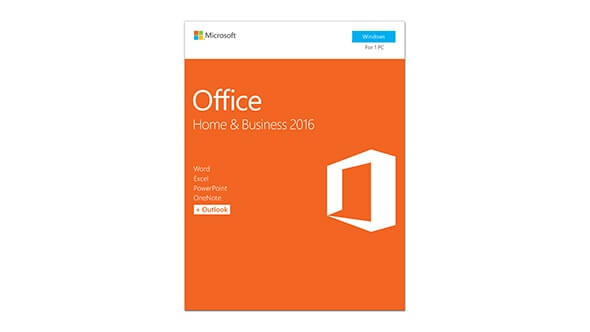 Microsoft
Windows
For 1 PC
Office
Home & Business 2016
Word
Excel
PowerPoint
OneNote
+ Outlook